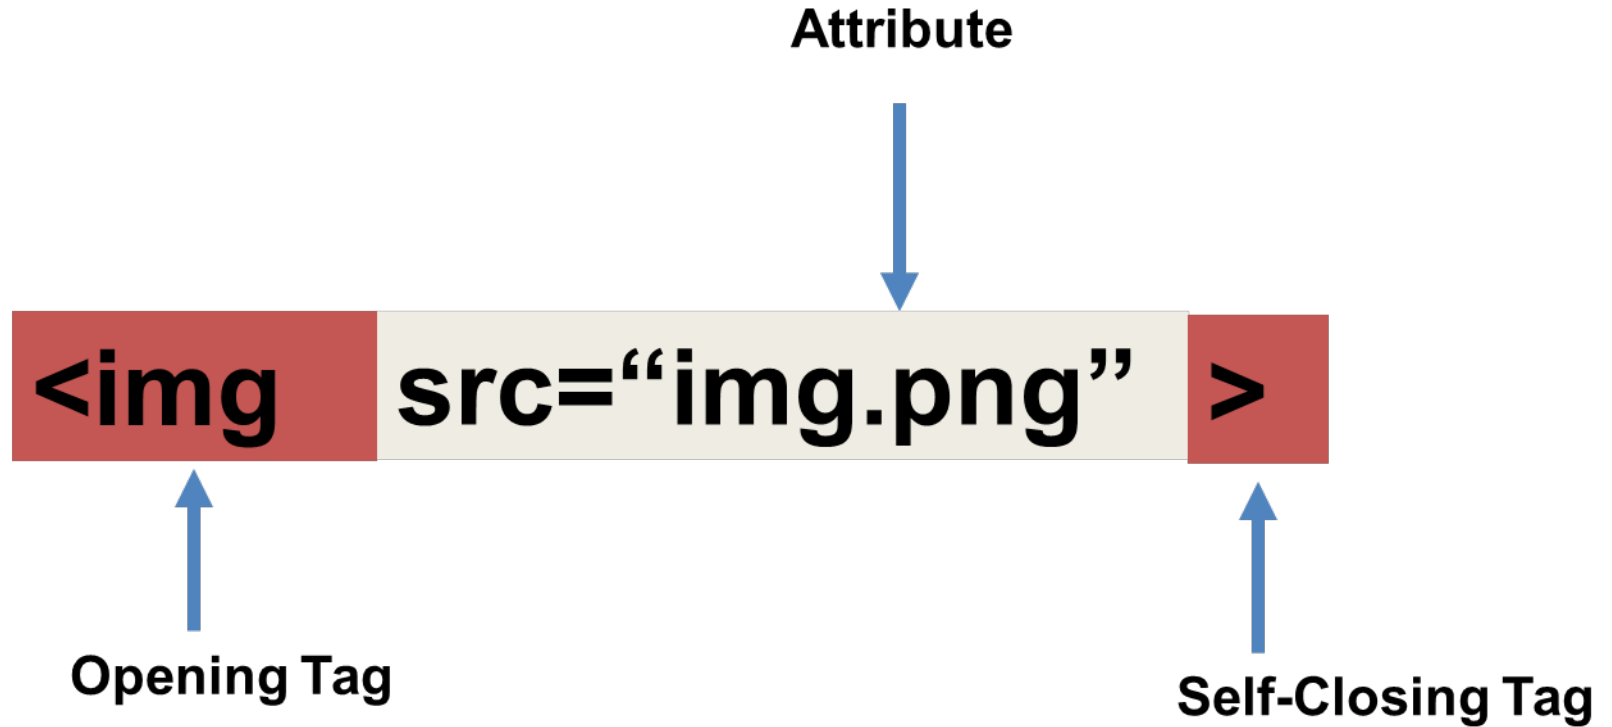 Attribute
<img src=“img.png” >
Opening Tag
Self-Closing Tag